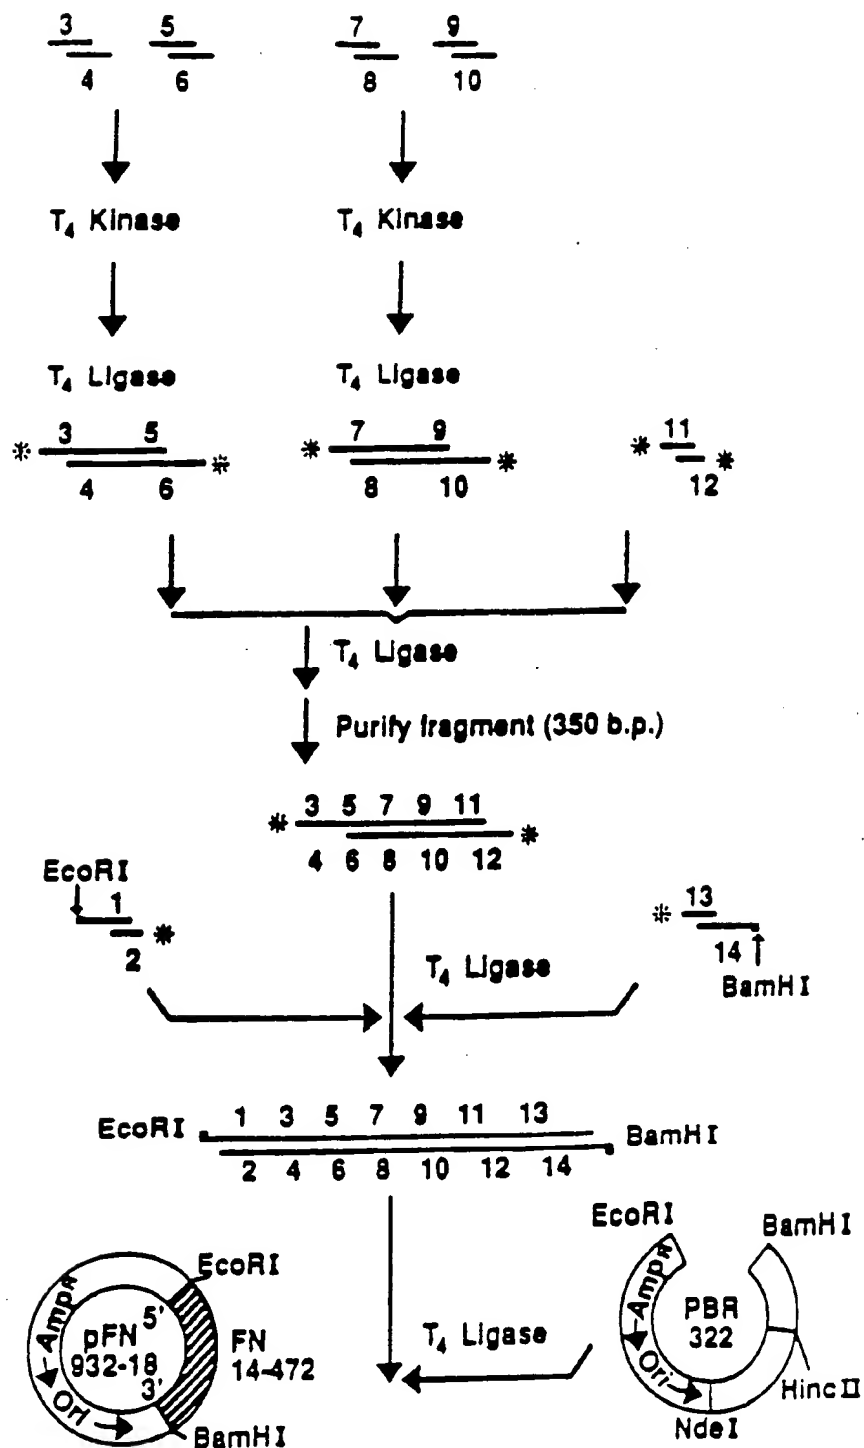 3 5 7 9
4 6 8 10
T4 Kinase T4 Kinase
T4 Ligase T4 Ligase
* 3 5 * 7 9 * 11
4 6 * 8 10 * 12 *
T4 Ligase
Purify fragment (350 b.p.)
* 3 5 7 9 11
4 6 8 10 12 *
EcoRI
1
2 *
* 13
14
BamHI
T4 Ligase
EcoRI 1 3 5 7 9 11 13 BamHI
2 4 6 8 10 12 14
EcoRI
AmpR
pFN
932-18
5'
3'
Ori
FN
14-472
BamHI
T4 Ligase
EcoRI
BamHI
AmpR
PBR
322
Ori
HincII
NdeI